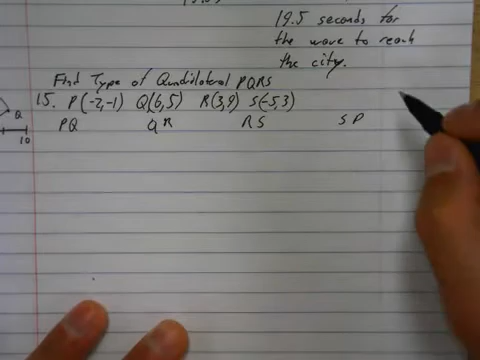 19.5 seconds for
the wave to reach
the city.
Find Type of Quadilateral PQRS
15. P(-2,-1) Q(6,5) R(3,9) S(-5,3)
PQ QR RS SP
Q
10